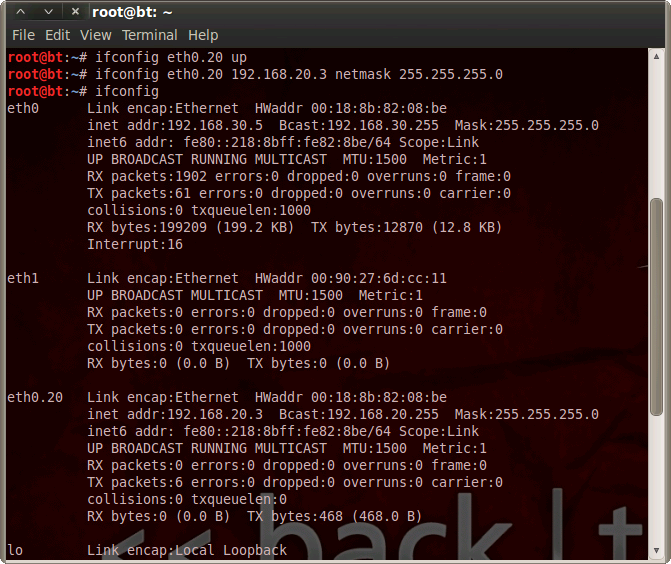 root@bt: ~
File Edit View Terminal Help
root@bt:~# ifconfig eth0.20 up
root@bt:~# ifconfig eth0.20 192.168.20.3 netmask 255.255.255.0
root@bt:~# ifconfig
eth0      Link encap:Ethernet  HWaddr 00:18:8b:82:08:be
          inet addr:192.168.30.5  Bcast:192.168.30.255  Mask:255.255.255.0
          inet6 addr: fe80::218:8bff:fe82:8be/64 Scope:Link
          UP BROADCAST RUNNING MULTICAST  MTU:1500  Metric:1
          RX packets:1902 errors:0 dropped:0 overruns:0 frame:0
          TX packets:61 errors:0 dropped:0 overruns:0 carrier:0
          collisions:0 txqueuelen:1000
          RX bytes:199209 (199.2 KB)  TX bytes:12870 (12.8 KB)
          Interrupt:16
eth1      Link encap:Ethernet  HWaddr 00:90:27:6d:cc:11
          UP BROADCAST MULTICAST  MTU:1500  Metric:1
          RX packets:0 errors:0 dropped:0 overruns:0 frame:0
          TX packets:0 errors:0 dropped:0 overruns:0 carrier:0
          collisions:0 txqueuelen:1000
          RX bytes:0 (0.0 B)  TX bytes:0 (0.0 B)
eth0.20   Link encap:Ethernet  HWaddr 00:18:8b:82:08:be
          inet addr:192.168.20.3  Bcast:192.168.20.255  Mask:255.255.255.0
          inet6 addr: fe80::218:8bff:fe82:8be/64 Scope:Link
          UP BROADCAST RUNNING MULTICAST  MTU:1500  Metric:1
          RX packets:0 errors:0 dropped:0 overruns:0 frame:0
          TX packets:6 errors:0 dropped:0 overruns:0 carrier:0
          collisions:0 txqueuelen:0
          RX bytes:0 (0.0 B)  TX bytes:468 (468.0 B)
lo        Link encap:Local Loopback
<< back | t